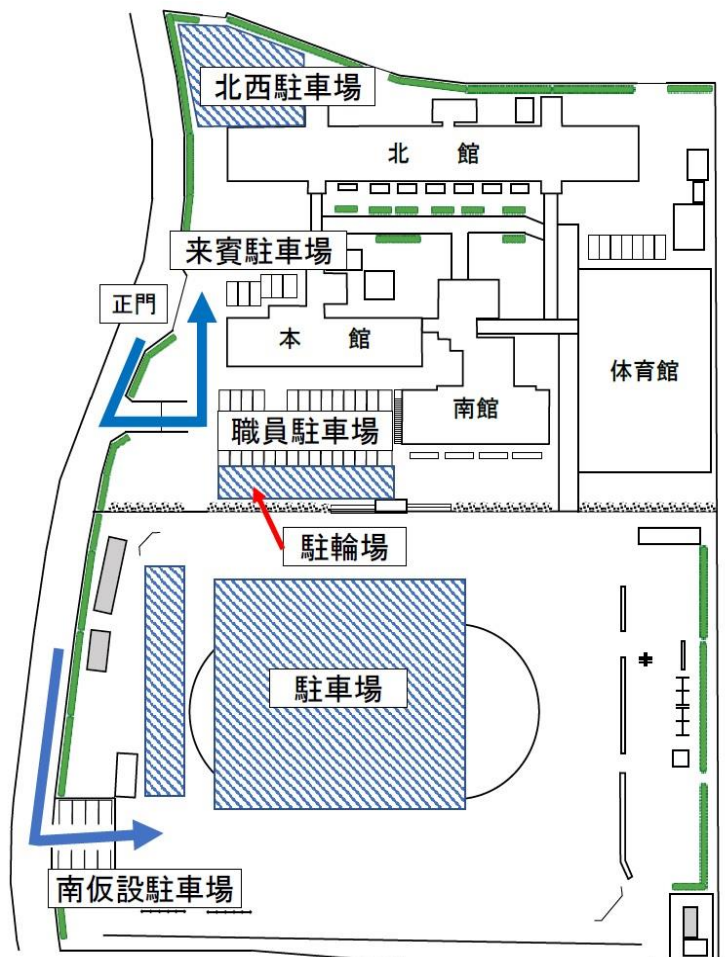 北西駐車場
北　館
来賓駐車場
正門
本　館
体育館
南館
職員駐車場
駐輪場
駐車場
南仮設駐車場